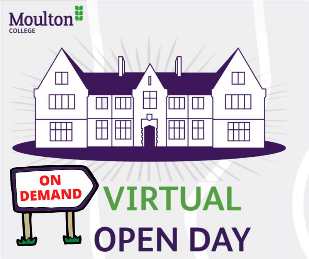 Moulton
COLLEGE
ON
DEMAND
VIRTUAL
OPEN DAY